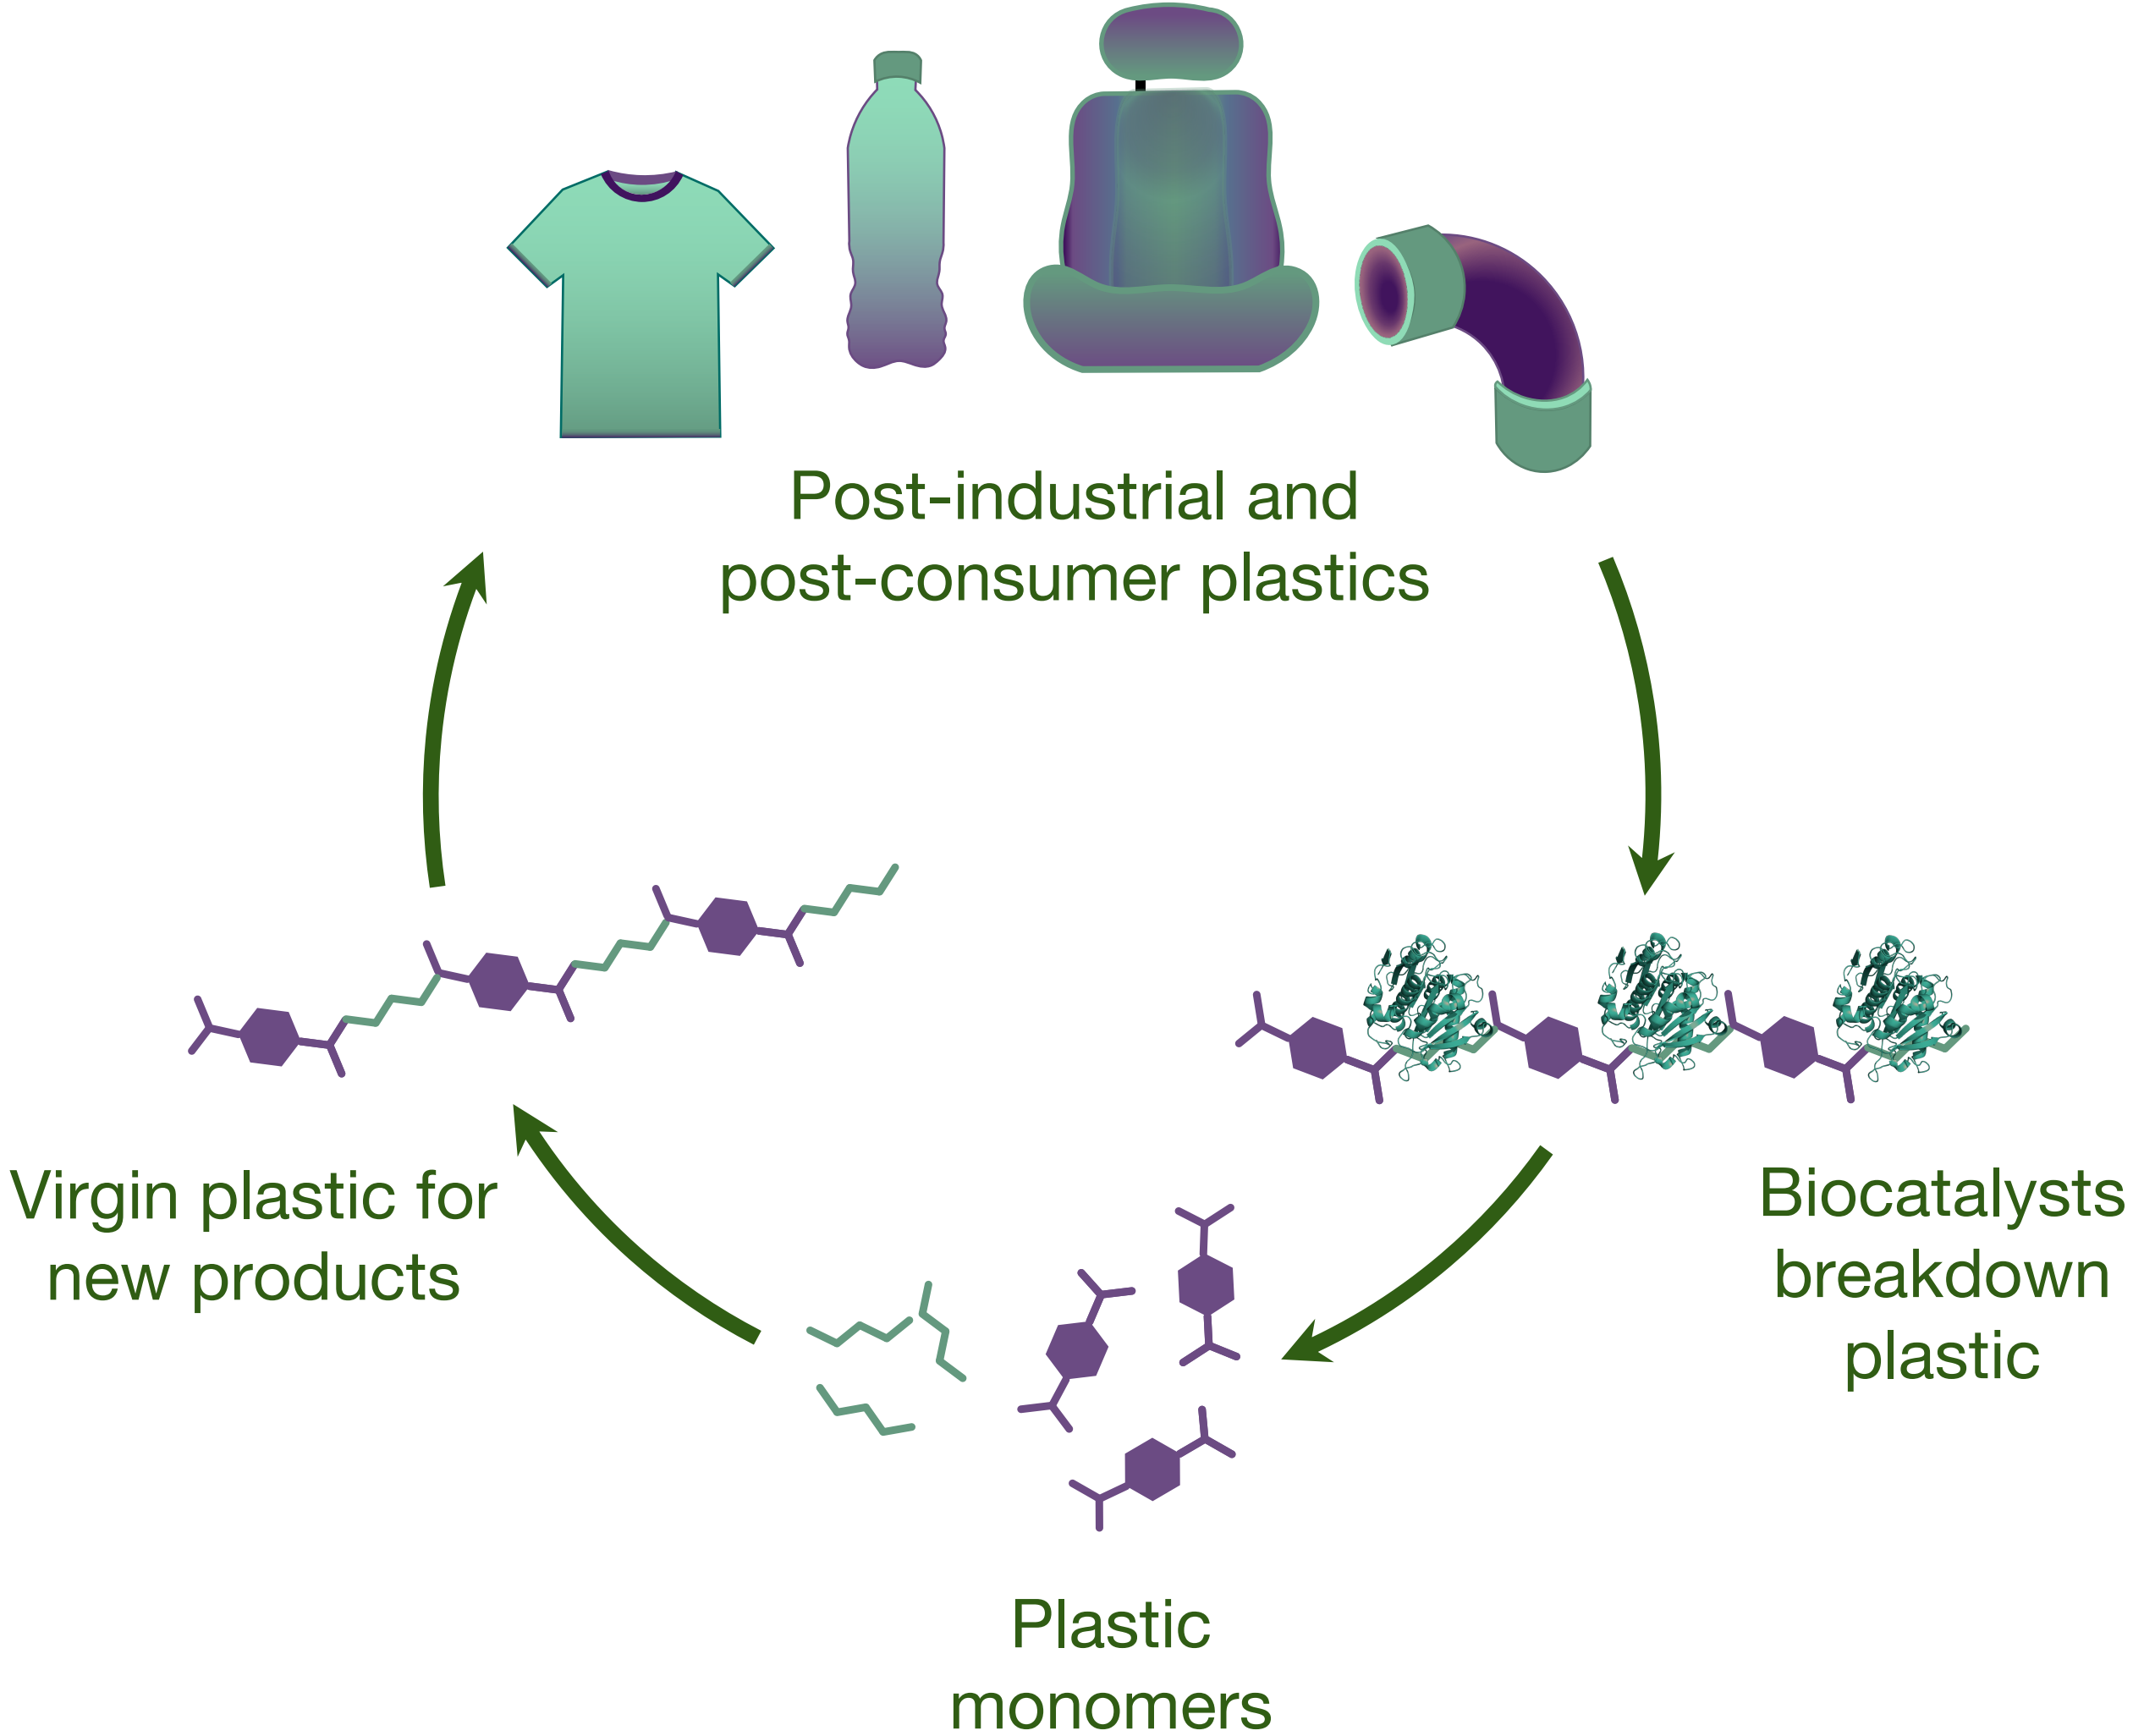 Post-industrial and
post-consumer plastics
Biocatalysts
breakdown
plastic
Plastic
monomers
Virgin plastic for
new products